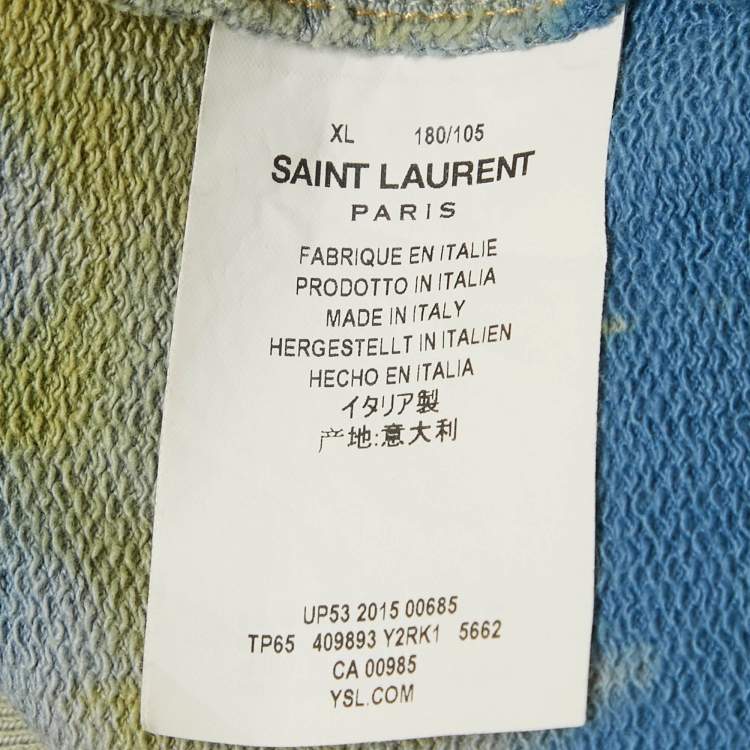 XL 180/105
SAINT LAURENT
PARIS
FABRIQUE EN ITALIE
PRODOTTO IN ITALIA
MADE IN ITALY
HERGESTELLT IN ITALIEN
HECHO EN ITALIA
イタリア製
产地:意大利
UP53 2015 00685
TP65 409893 Y2RK1 5662
CA 00985
YSL.COM